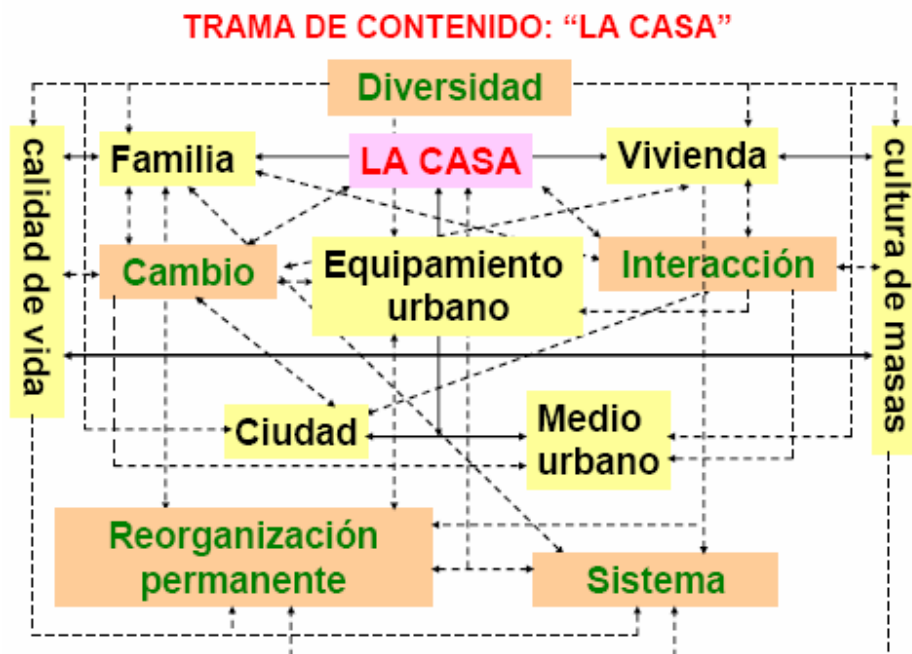 TRAMA DE CONTENIDO: “LA CASA”
Diversidad
calidad de vida
Familia
LA CASA
Vivienda
cultura de masas
Cambio
Equipamiento
urbano
Interacción
Ciudad
Medio
urbano
Reorganización
permanente
Sistema